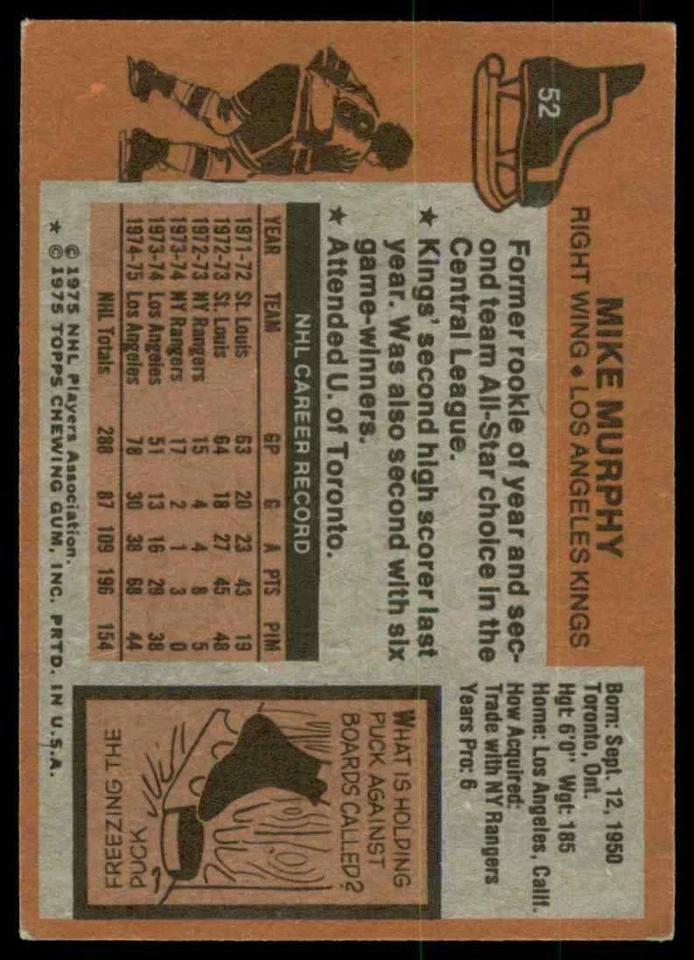 52
MIKE MURPHY
RIGHT WING • LOS ANGELES KINGS
Former rookie of year and sec-
ond team All-Star choice in the
Central League.
★ Kings' second high scorer last
year. Was also second with six
game-winners.
★ Attended U. of Toronto.
Born: Sept. 12, 1950
Toronto, Ont.
Hgt: 6'0" Wgt: 185
Home: Los Angeles, Calif.
How Acquired:
Trade with NY Rangers
Years Pro: 6
NHL CAREER RECORD
YEAR TEAM GP G A PTS PIM
1971-72 St. Louis 63 20 23 43 19
1972-73 St. Louis 64 18 27 45 48
1972-73 NY Rangers 15 4 4 8 5
1973-74 NY Rangers 17 2 1 3 0
1973-74 Los Angeles 51 13 16 29 38
1974-75 Los Angeles 78 30 38 68 44
NHL Totals 288 87 109 196 154
WHAT IS HOLDING
PUCK AGAINST
BOARDS CALLED?
FREEZING THE
PUCK
© 1975 NHL Players Association.
★ © 1975 TOPPS CHEWING GUM, INC. PRTD. IN U.S.A.